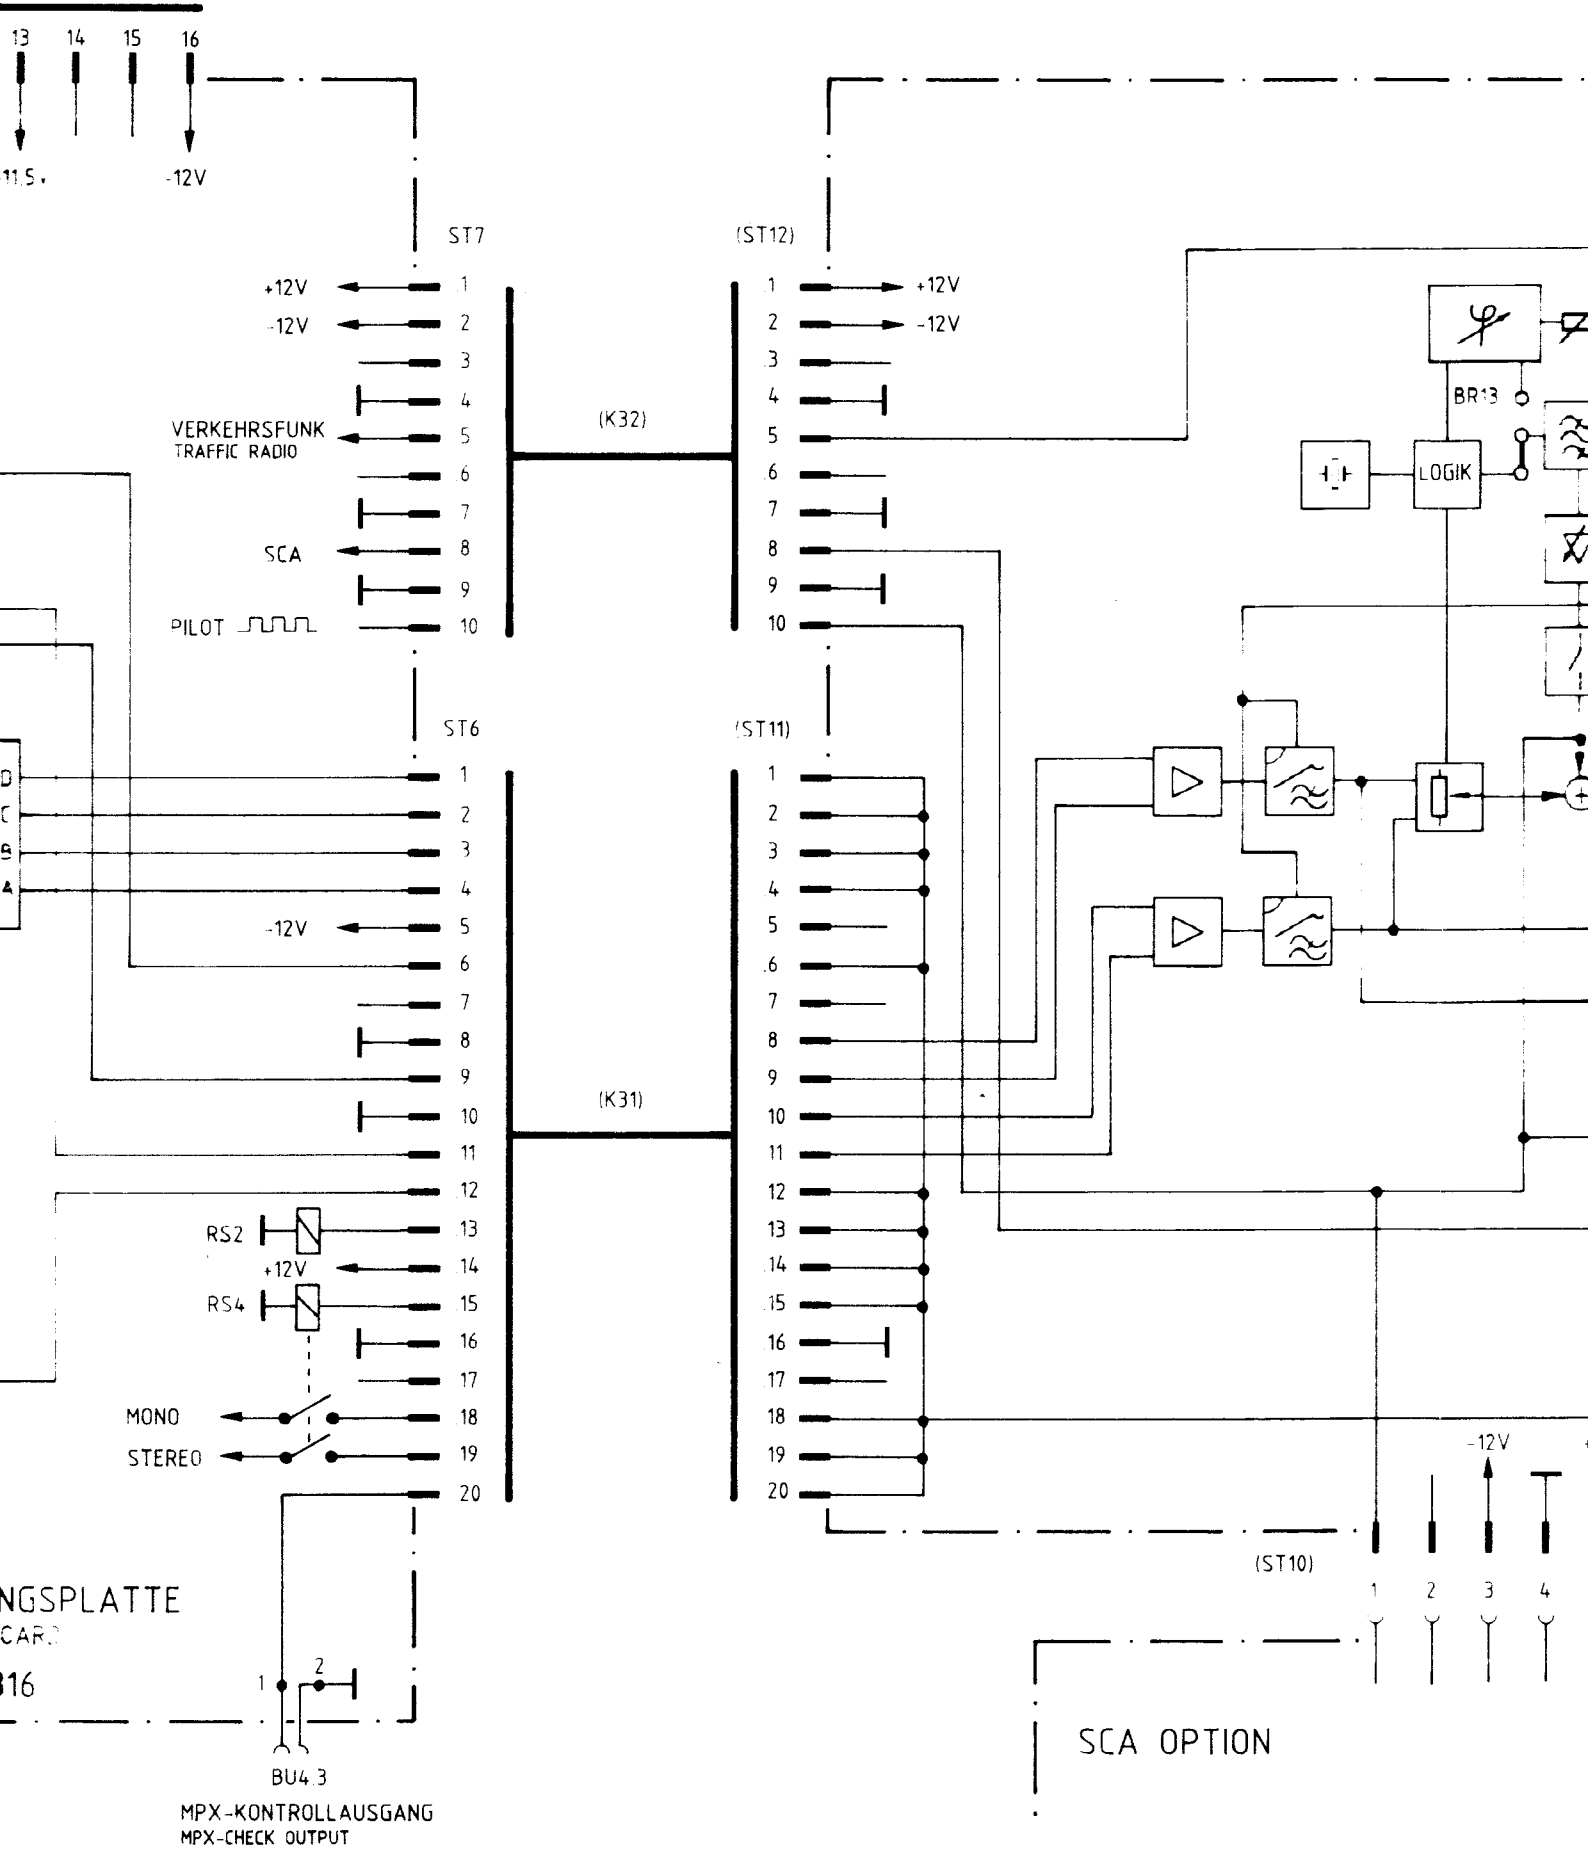 13 14 15 16
11.5 -12V
ST7 (ST12)
+12V 1 1 +12V
-12V 2 2 -12V
3 3
4 (K32) 4 BR13
VERKEHRSFUNK 5 5
TRAFFIC RADIO
6 6 LOGIK
7 7
SCA 8 8
9 9
PILOT 10 10
ST6 (ST11)
D 1 1
C 2 2
B 3 3
A 4 4
-12V 5 5
6 6
7 7
8 8
9 9
(K31)
10 10
11 11
12 12
RS2 13 13
+12V 14 14
RS4 15 15
16 16
17 17
MONO 18 18
STEREO 19 19 -12V
20 20
(ST10)
1 2 3 4
NGSPLATTE
CARD
316
1 2
SCA OPTION
BU4.3
MPX-KONTROLLAUSGANG
MPX-CHECK OUTPUT